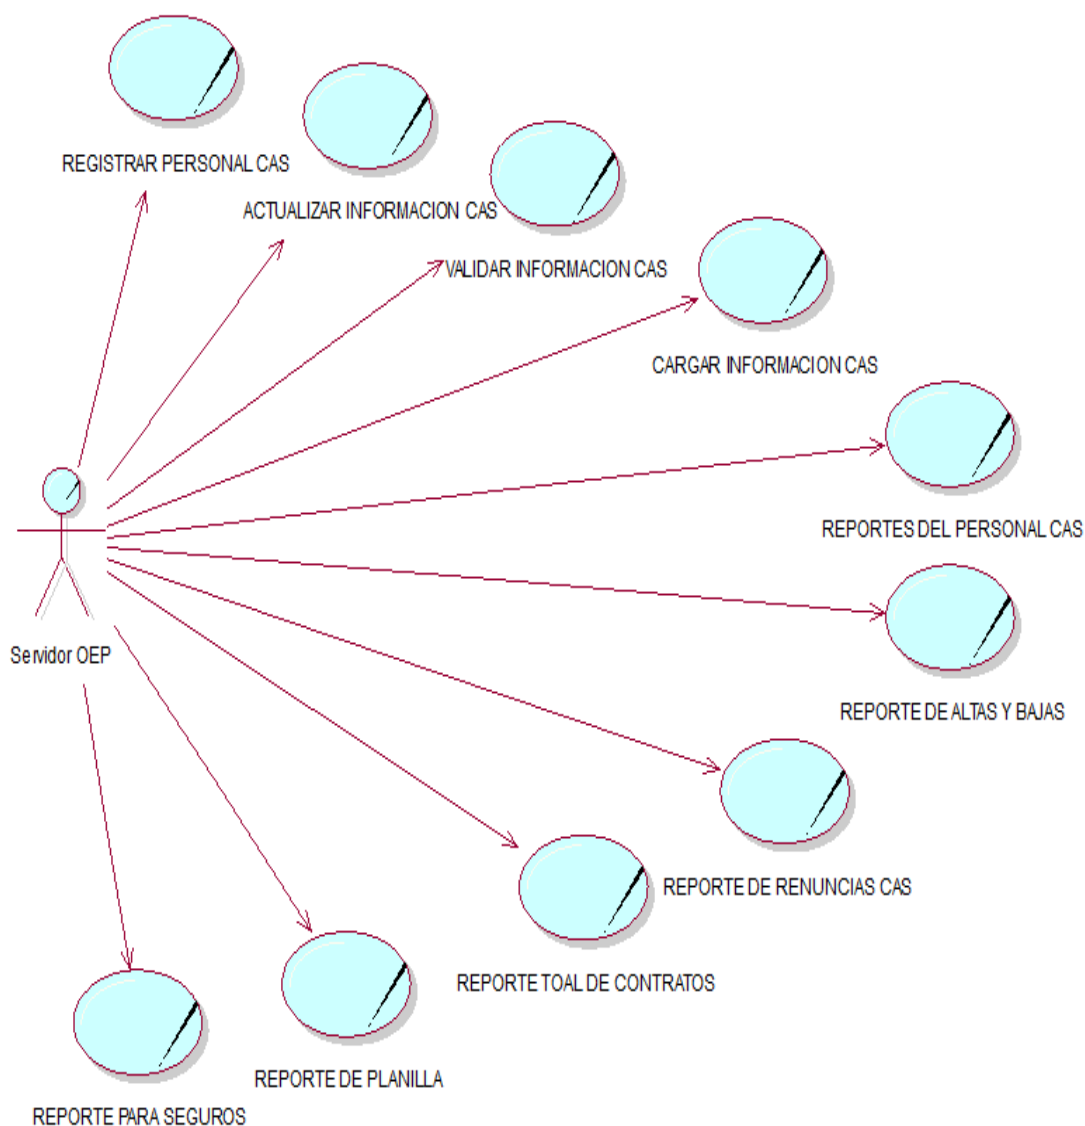 REGISTRAR PERSONAL CAS
ACTUALIZAR INFORMACION CAS
VALIDAR INFORMACION CAS
CARGAR INFORMACION CAS
REPORTES DEL PERSONAL CAS
Servidor OEP
REPORTE DE ALTAS Y BAJAS
REPORTE DE RENUNCIAS CAS
REPORTE TOAL DE CONTRATOS
REPORTE DE PLANILLA
REPORTE PARA SEGUROS